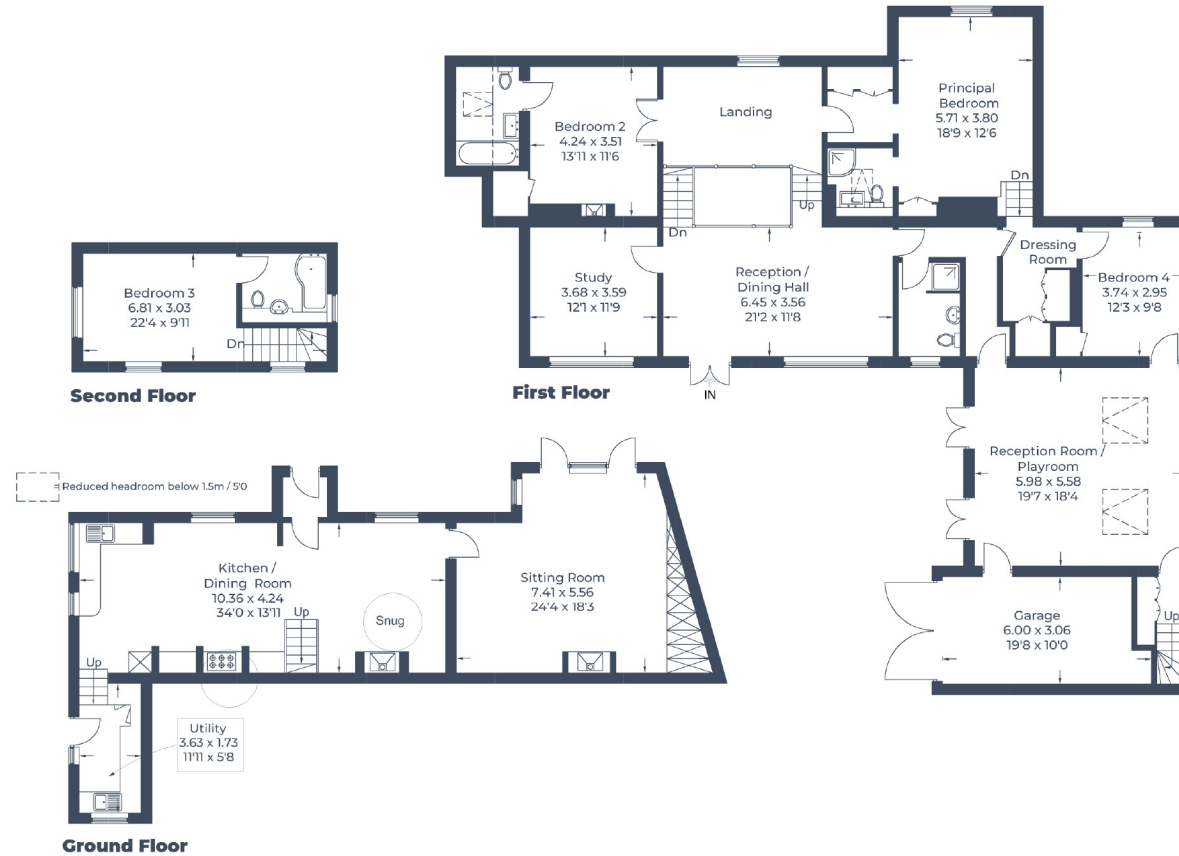 Principal
Bedroom
5.71 x 3.80
18'9 x 12'6
Landing
Bedroom 2
4.24 x 3.51
13'11 x 11'6
Dn
Up
Dn
Dressing
Room
Study
3.68 x 3.59
12'1 x 11'9
Reception /
Dining Hall
6.45 x 3.56
21'2 x 11'8
Bedroom 4
3.74 x 2.95
12'3 x 9'8
Bedroom 3
6.81 x 3.03
22'4 x 9'11
Dn
Second Floor
First Floor
IN
Reception Room /
Playroom
5.98 x 5.58
19'7 x 18'4
Reduced headroom below 1.5m / 5'0
Kitchen /
Dining Room
10.36 x 4.24
34'0 x 13'11
Up
Snug
Sitting Room
7.41 x 5.56
24'4 x 18'3
Garage
6.00 x 3.06
19'8 x 10'0
Up
Up
Utility
3.63 x 1.73
11'11 x 5'8
Ground Floor